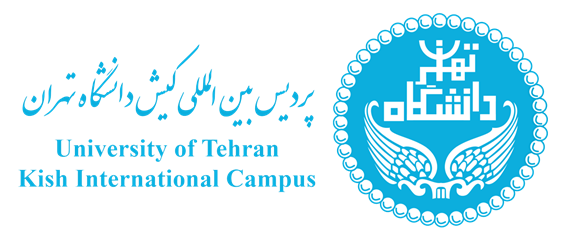 پردیس بین المللی کیش دانشگاه تهران
University of Tehran
Kish International Campus
دانشگاه
تهران